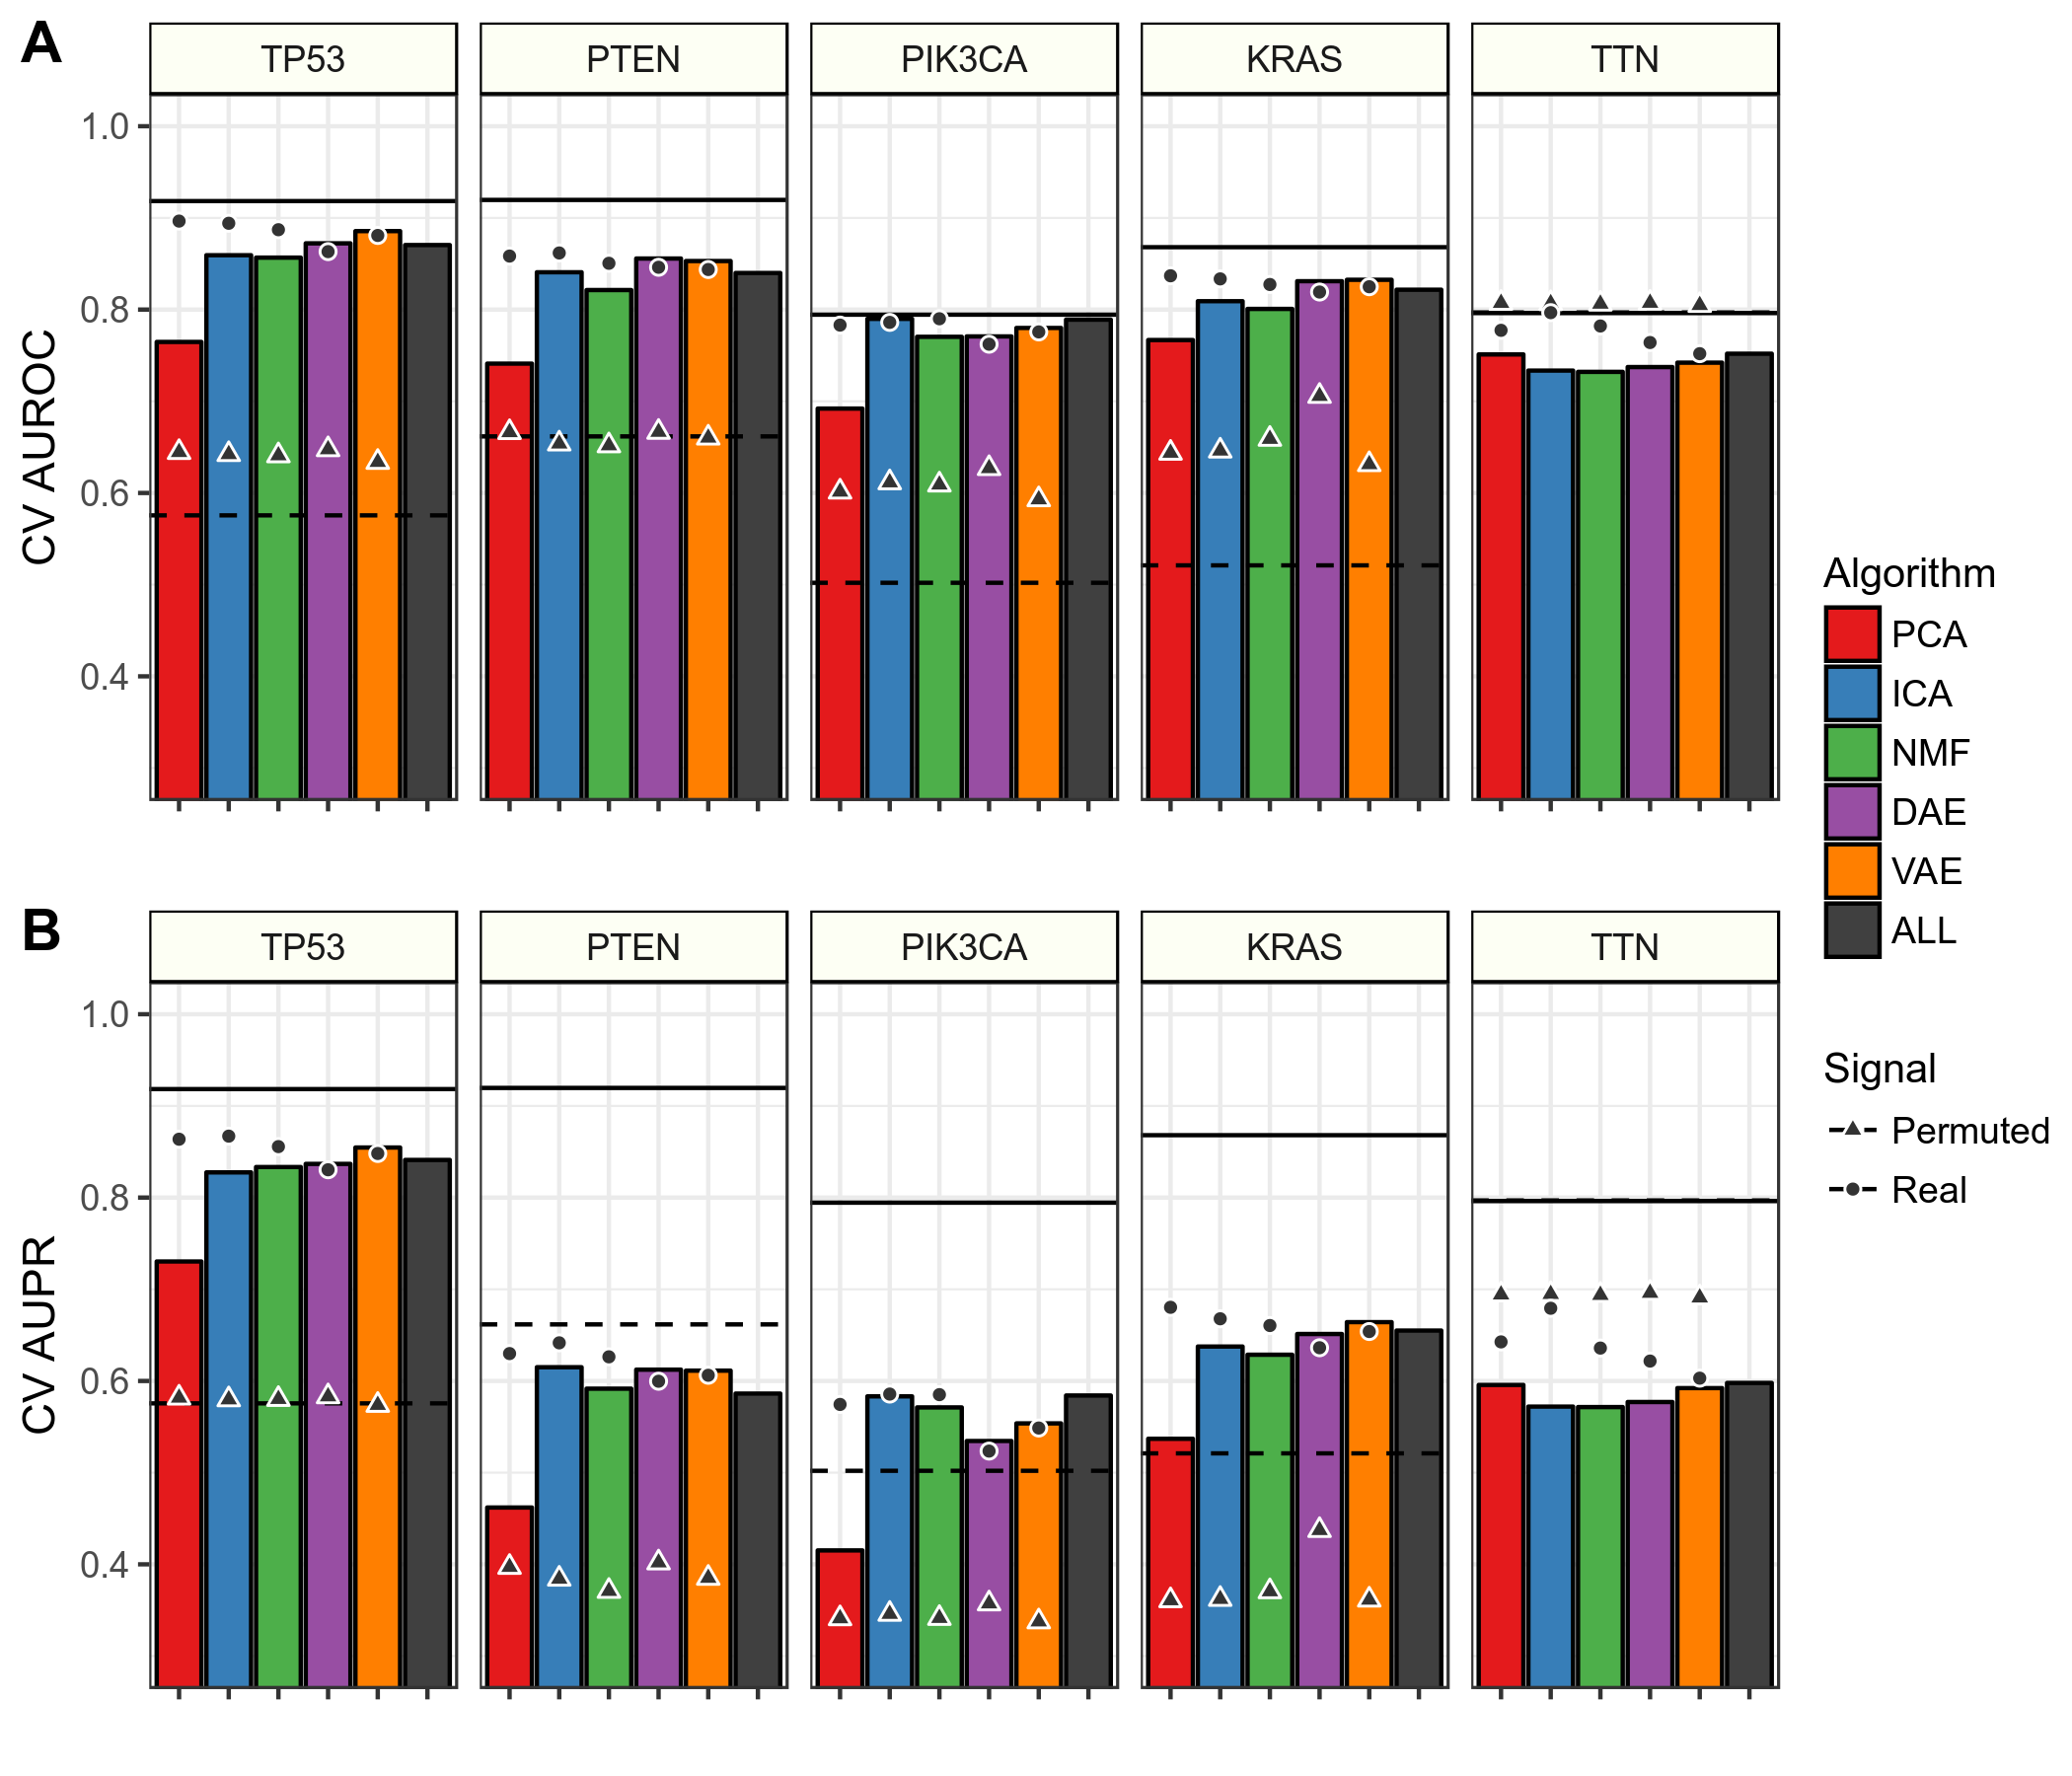 A
TP53 PTEN PIK3CA KRAS TTN
1.0
0.8
0.6
0.4
CV AUROC
B
TP53 PTEN PIK3CA KRAS TTN
1.0
0.8
0.6
0.4
CV AUPR
Algorithm
PCA
ICA
NMF
DAE
VAE
ALL
Signal
Permuted
Real